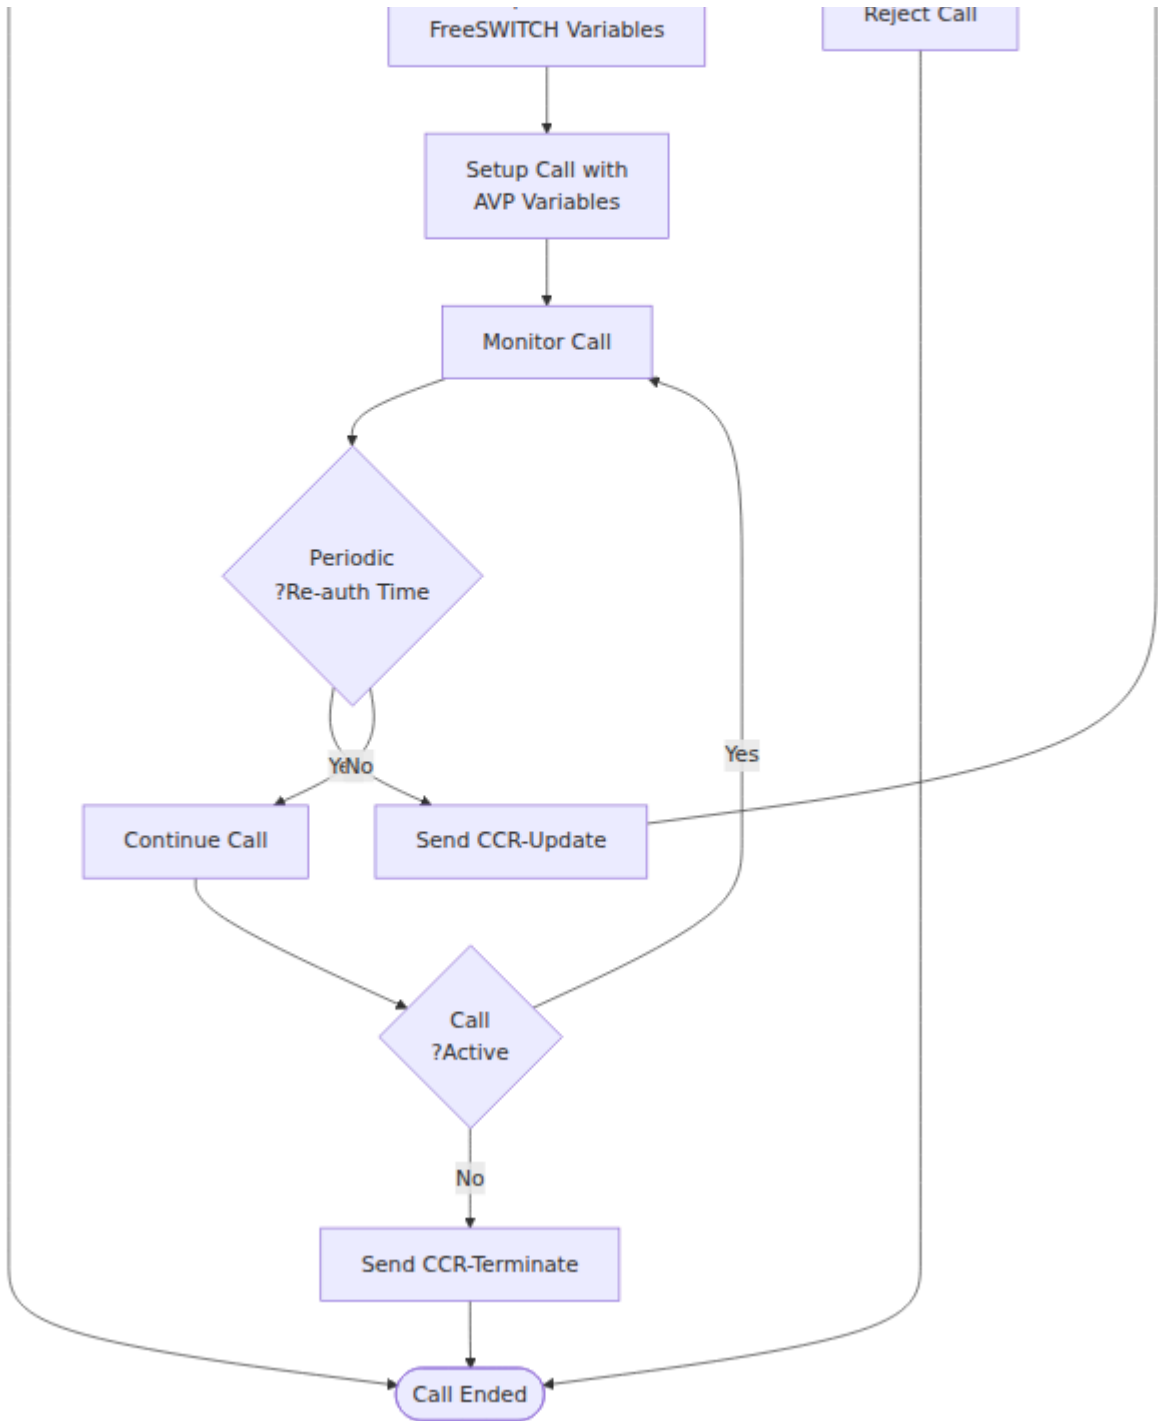 FreeSWITCH Variables
Reject Call
Setup Call with
AVP Variables
Monitor Call
Periodic
?Re-auth Time
No
Yes
Continue Call
Send CCR-Update
Call
?Active
No
Send CCR-Terminate
Call Ended